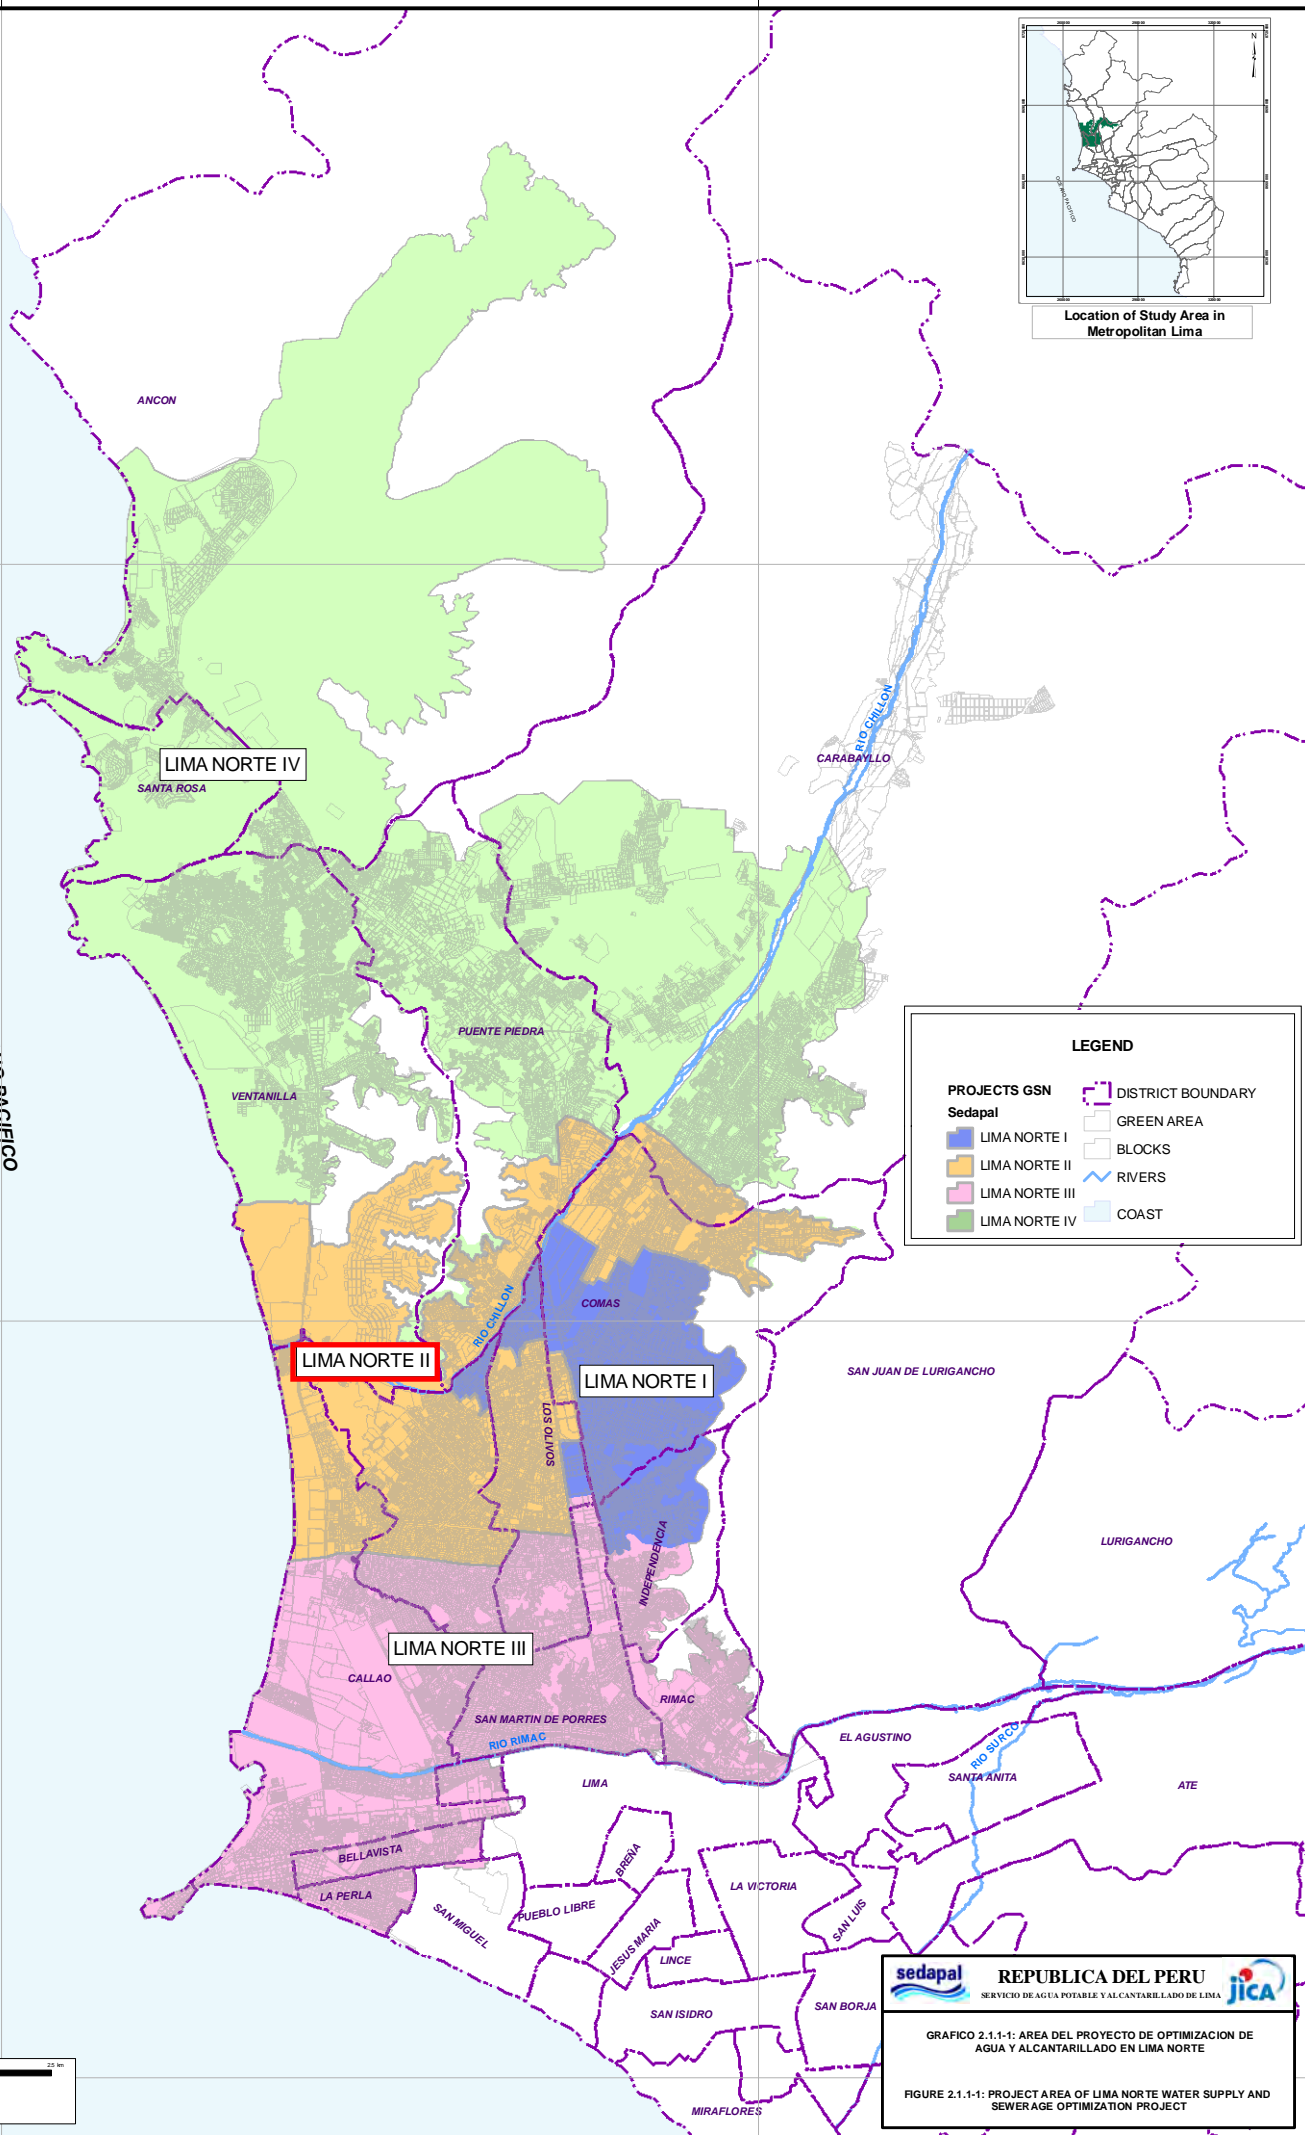 N
OCEANO PACIFICO
Location of Study Area in
Metropolitan Lima
ANCON
RIO CHILLON
CARABAYLLO
LIMA NORTE IV
SANTA ROSA
PUENTE PIEDRA
VENTANILLA
PACIFICO
LEGEND
PROJECTS GSN
Sedapal
LIMA NORTE I
LIMA NORTE II
LIMA NORTE III
LIMA NORTE IV
DISTRICT BOUNDARY
GREEN AREA
BLOCKS
RIVERS
COAST
RIO CHILLON
COMAS
LIMA NORTE II
LIMA NORTE I
SAN JUAN DE LURIGANCHO
LOS OLIVOS
INDEPENDENCIA
LURIGANCHO
LIMA NORTE III
CALLAO
RIMAC
SAN MARTIN DE PORRES
RIO RIMAC
EL AGUSTINO
RIO SURCO
SANTA ANITA
ATE
LIMA
BELLAVISTA
BREÑA
LA PERLA
LA VICTORIA
SAN MIGUEL
PUEBLO LIBRE
JESUS MARIA
SAN LUIS
LINCE
SAN ISIDRO
SAN BORJA
MIRAFLORES
25 km
sedapal
REPUBLICA DEL PERU
SERVICIO DE AGUA POTABLE Y ALCANTARILLADO DE LIMA
jICA
GRAFICO 2.1.1-1: AREA DEL PROYECTO DE OPTIMIZACION DE
AGUA Y ALCANTARILLADO EN LIMA NORTE
FIGURE 2.1.1-1: PROJECT AREA OF LIMA NORTE WATER SUPPLY AND
SEWERAGE OPTIMIZATION PROJECT